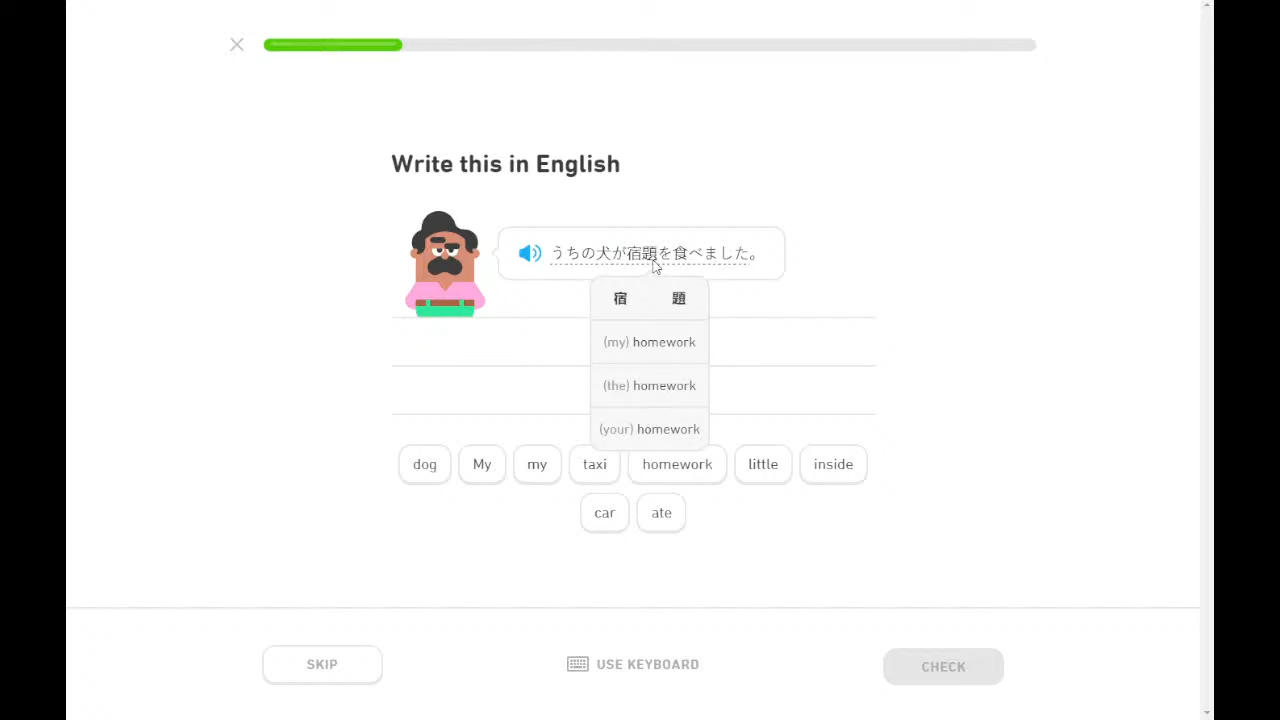 Write this in English
うちの犬が宿題を食べました。
宿 題
(my) homework
(the) homework
(your) homework
dog My my taxi homework little inside
car ate
SKIP USE KEYBOARD CHECK